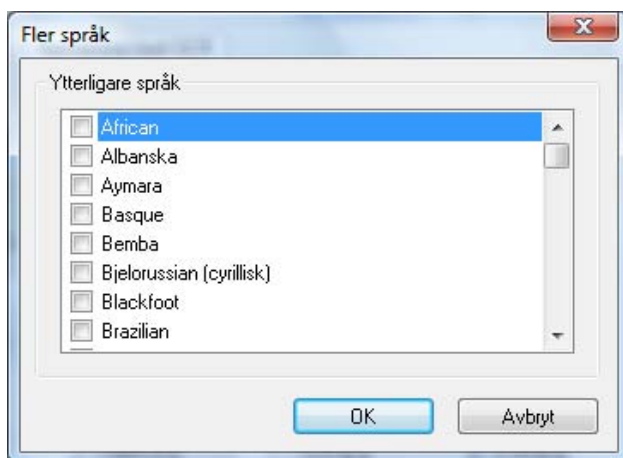 Fler språk
Ytterligare språk
African
Albanska
Aymara
Basque
Bemba
Bjelorussian (cyrillisk)
Blackfoot
Brazilian
OK
Avbryt